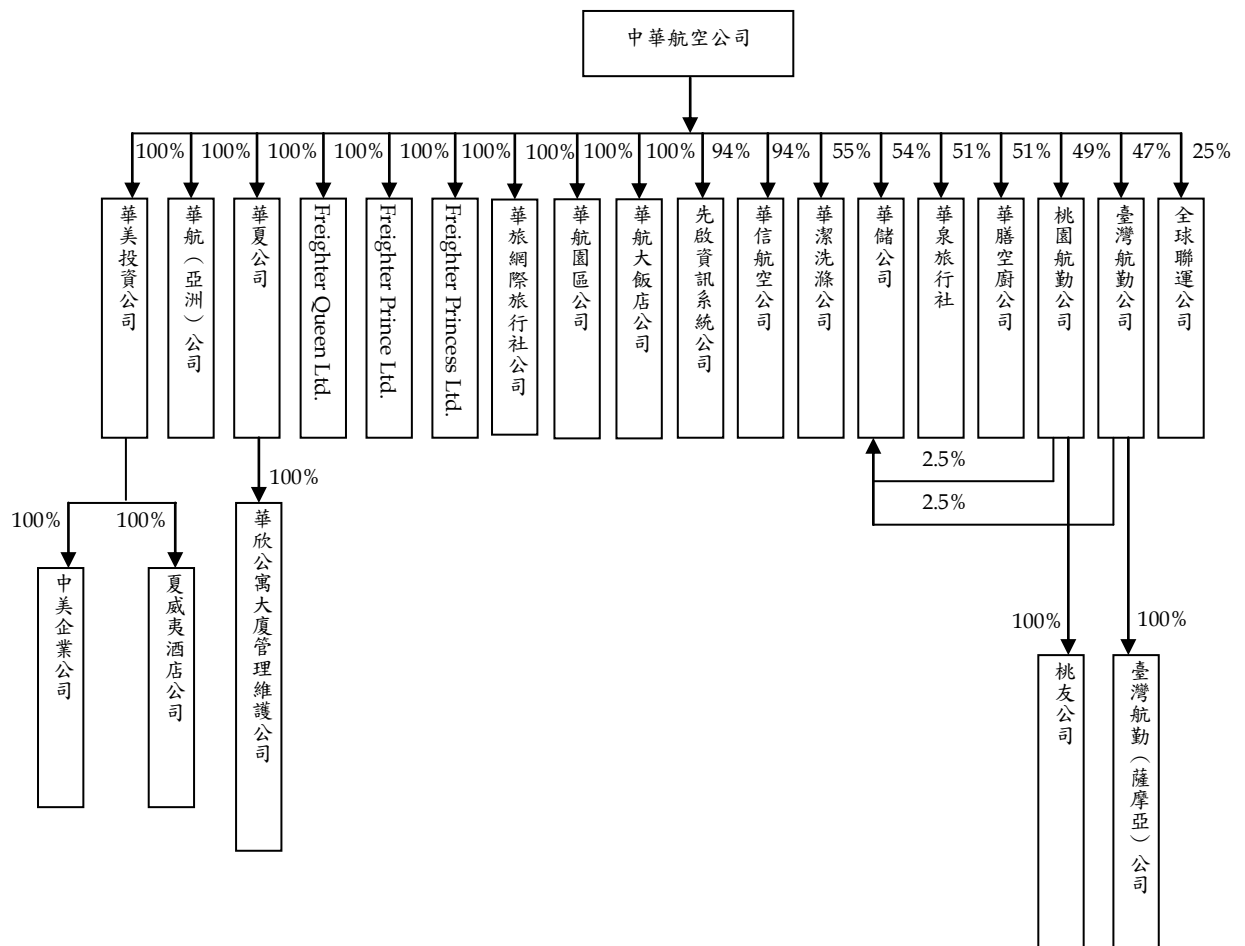 中華航空公司
100%
100%
100%
100%
100%
100%
100%
100%
100%
94%
94%
55%
54%
51%
51%
49%
47%
25%
華美投資公司
華航（亞洲）公司
華夏公司
Freighter Queen Ltd.
Freighter Prince Ltd.
Freighter Princess Ltd.
華旅網際旅行社公司
華航園區公司
華航大飯店公司
先啟資訊系統公司
華信航空公司
華潔洗滌公司
華儲公司
華泉旅行社
華膳空廚公司
桃園航勤公司
臺灣航勤公司
全球聯運公司
2.5%
100%
2.5%
100%
100%
中美企業公司
夏威夷酒店公司
華欣公寓大廈管理維護公司
100%
100%
桃友公司
臺灣航勤（薩摩亞）公司